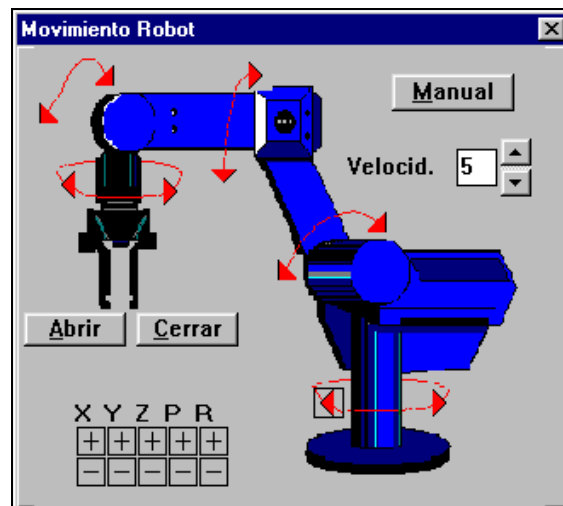 Movimiento Robot
Manual
Velocid. 5
Abrir Cerrar
X Y Z P R
+ + + + +
- - - - -